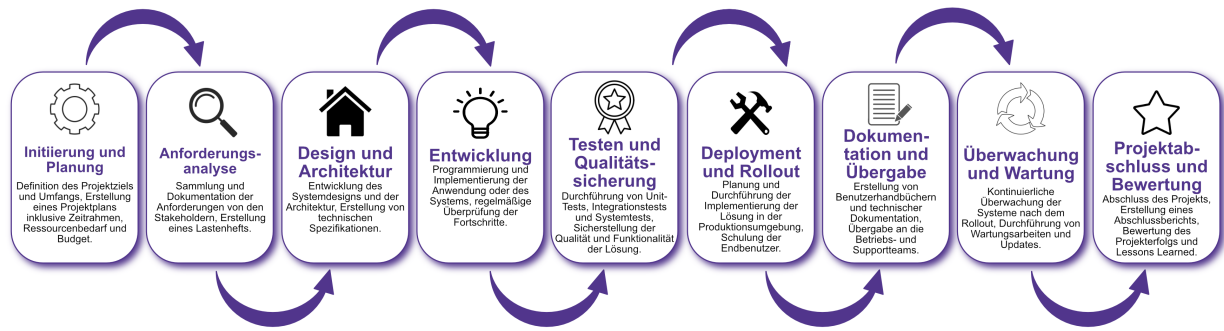 Initiierung und
Planung
Definition des Projektziels
und Umfangs, Erstellung
eines Projektplans
inklusive Zeitrahmen,
Ressourcenbedarf und
Budget.
Anforderungs-
analyse
Sammlung und
Dokumentation der
Anforderungen von den
Stakeholdern, Erstellung
eines Lastenhefts.
Design und
Architektur
Entwicklung des
Systemdesigns und der
Architektur, Erstellung von
technischen
Spezifikationen.
Entwicklung
Programmierung und
Implementierung der
Anwendung oder des
Systems, regelmäßige
Überprüfung der
Fortschritte.
Testen und
Qualitäts-
sicherung
Durchführung von Unit-
Tests, Integrationstests
und Systemtests,
Sicherstellung der
Qualität und Funktionalität
der Lösung.
Deployment
und Rollout
Planung und
Durchführung der
Implementierung der
Lösung in der
Produktionsumgebung,
Schulung der
Endbenutzer.
Dokumen-
tation und
Übergabe
Erstellung von
Benutzerhandbüchern
und technischer
Dokumentation,
Übergabe an die
Betriebs- und
Supportteams.
Überwachung
und Wartung
Kontinuierliche
Überwachung der
Systeme nach dem
Rollout, Durchführung von
Wartungsarbeiten und
Updates.
Projektab-
schluss und
Bewertung
Abschluss des Projekts,
Erstellung eines
Abschlussberichts,
Bewertung des
Projekterfolgs und
Lessons Learned.